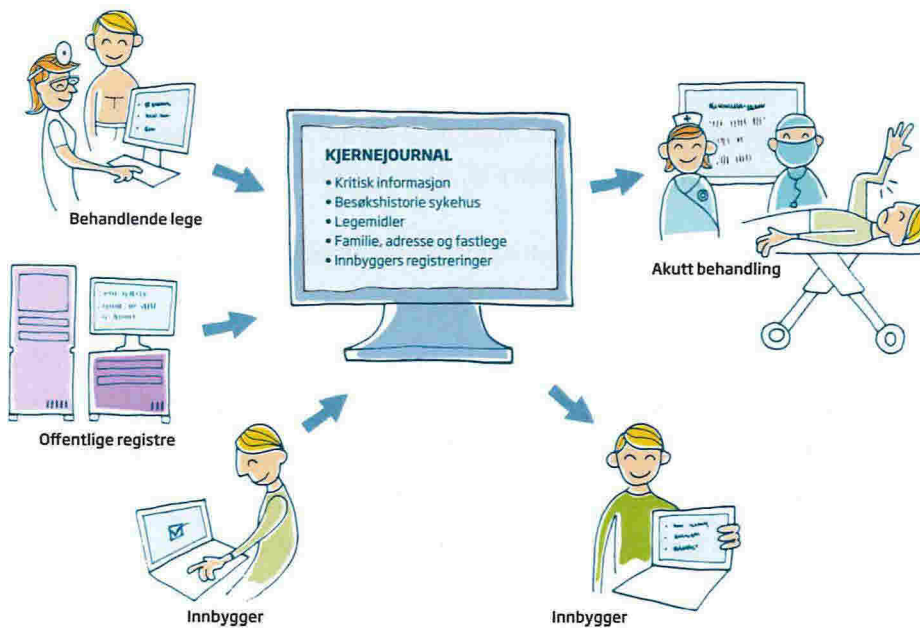 KJERNEJOURNAL
• Kritisk informasjon
• Besøkshistorie sykehus
• Legemidler
• Familie, adresse og fastlege
• Innbyggers registreringer
Behandlende lege
Akutt behandling
Offentlige registre
Innbygger
Innbygger